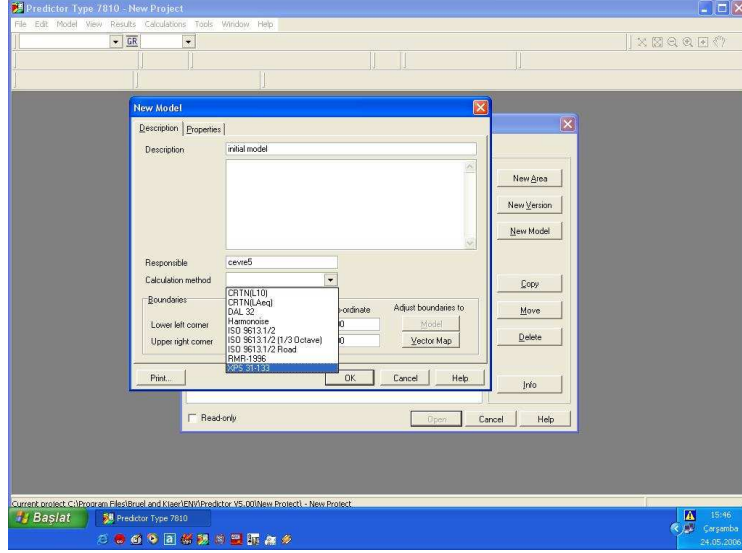 Predictor Type 7810 - New Project
File Edit Model View Results Calculations Tools Window Help
GR
New Model
Description Properties
Description initial model
Responsible cevre5
Calculation method
CRTN(L10)
CRTN(LAeq)
DAL 32
Harmonoise
ISO 9613.1/2
ISO 9613.1/2 (1/3 Octave)
ISO 9613.1/2 Road
RMR-1996
XPS 31-133
Boundaries
Adjust boundaries to
Lower left corner
Model
Upper right corner
Vector Map
Print... OK Cancel Help
New Area
New Version
New Model
Copy
Move
Delete
Info
Read-only Open Cancel Help
Current project C:\Program Files\Bruel and Kjaer\ENV\Predictor V5.00\New Project\ - New Project
Başlat Predictor Type 7810
15:46
Çarşamba
24.05.2006